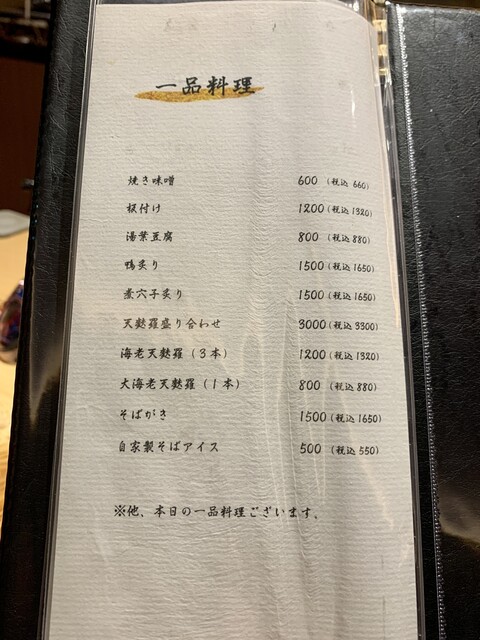 一品料理
焼き味噌 600 (税込 660)
板付け 1200 (税込 1320)
湯葉豆腐 800 (税込 880)
鴨炙り 1500 (税込 1650)
煮穴子炙り 1500 (税込 1650)
天麩羅盛り合わせ 3000 (税込 3300)
海老天麩羅 (3本) 1200 (税込 1320)
大海老天麩羅 (1本) 800 (税込 880)
そばがき 1500 (税込 1650)
自家製そばアイス 500 (税込 550)
※他、本日の一品料理ございます。